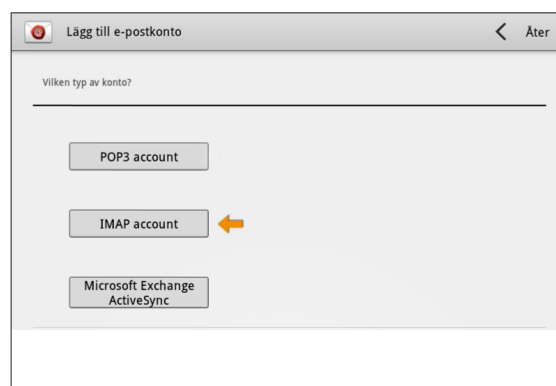 Lägg till e-postkonto
Åter
Vilken typ av konto?
POP3 account
IMAP account
Microsoft Exchange
ActiveSync